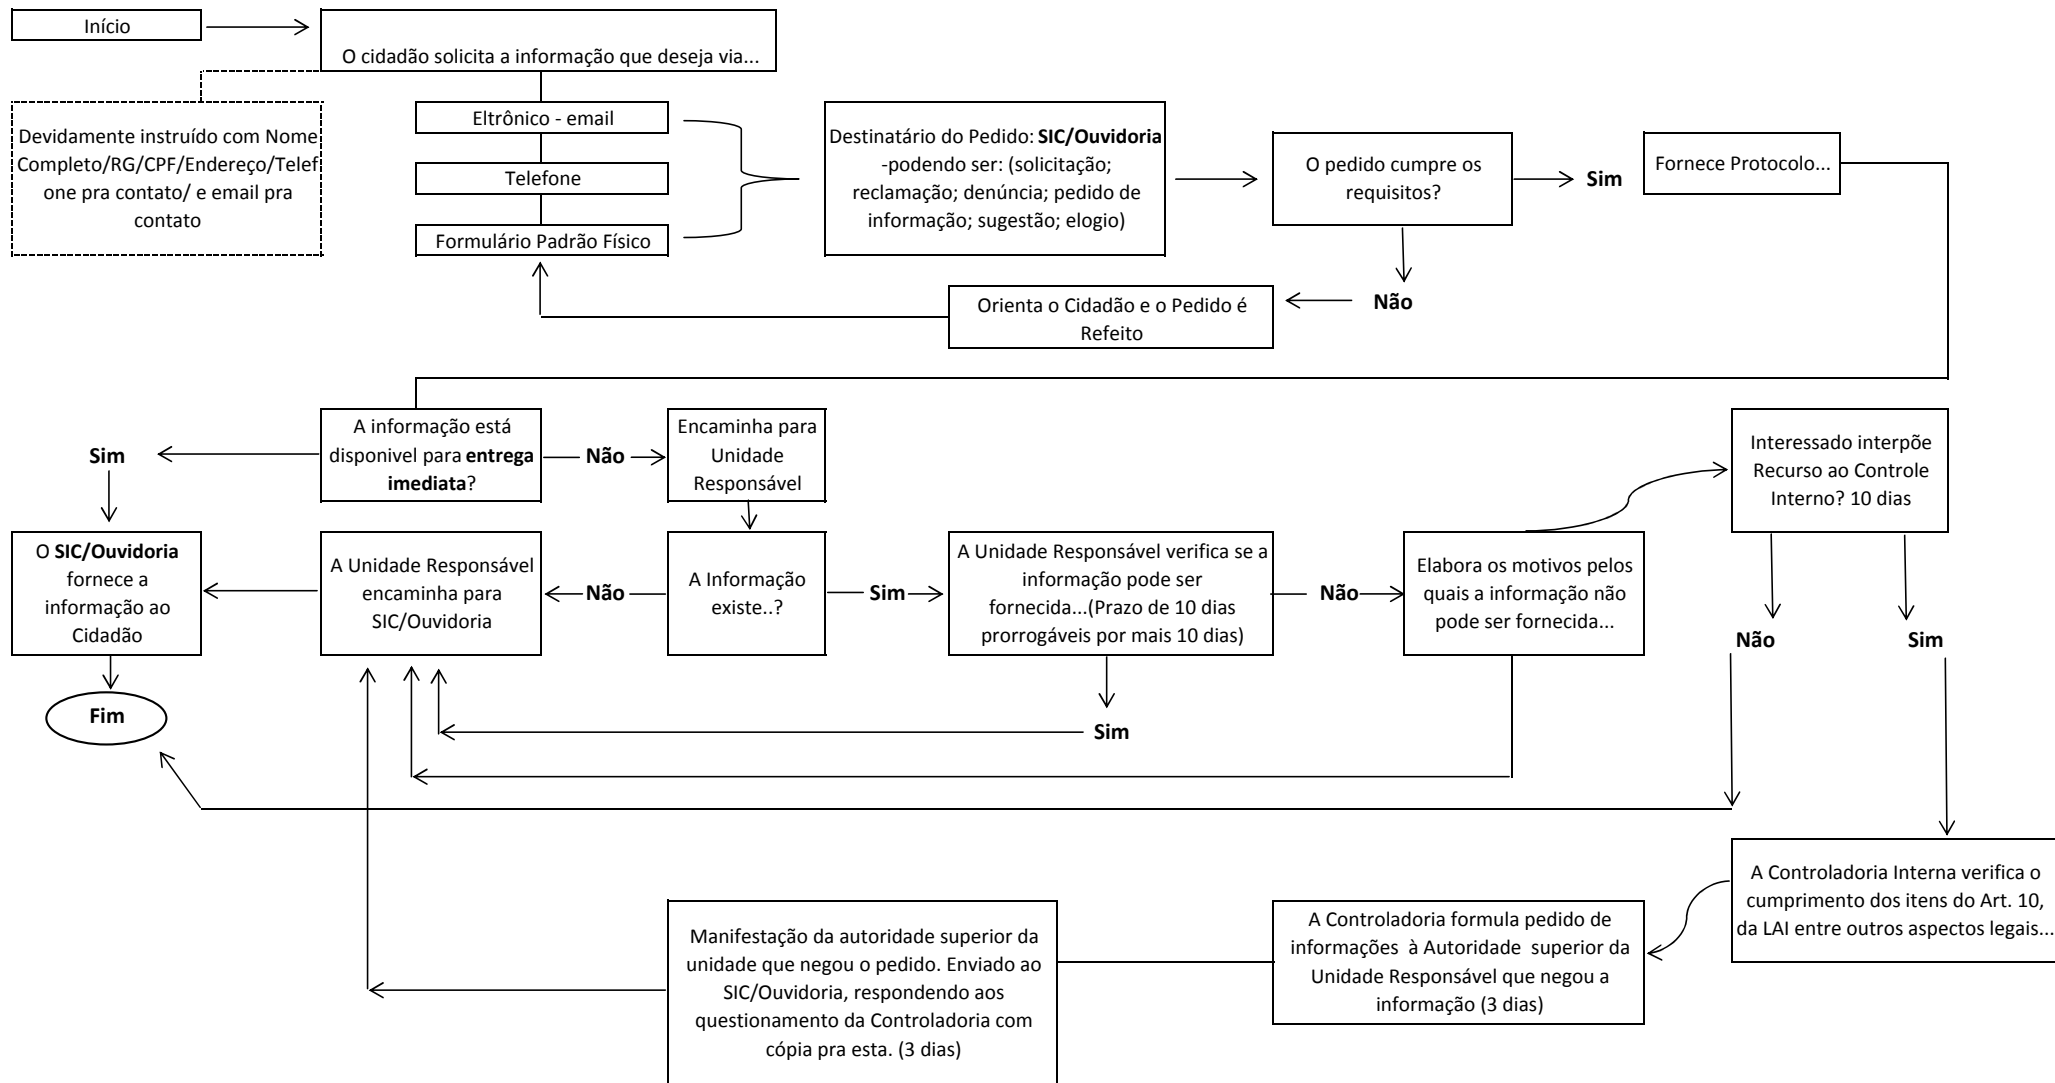 Início
O cidadão solicita a informação que deseja via...
Devidamente instruído com Nome
Completo/RG/CPF/Endereço/Telef
one pra contato/ e email pra
contato
Eltrônico - email
Telefone
Formulário Padrão Físico
Destinatário do Pedido: SIC/Ouvidoria
-podendo ser: (solicitação;
reclamação; denúncia; pedido de
informação; sugestão; elogio)
O pedido cumpre os
requisitos?
Sim
Fornece Protocolo...
Não
Orienta o Cidadão e o Pedido é
Refeito
Sim
A informação está
disponivel para entrega
imediata?
Não
Encaminha para
Unidade
Responsável
Interessado interpõe
Recurso ao Controle
Interno? 10 dias
O SIC/Ouvidoria
fornece a
informação ao
Cidadão
A Unidade Responsável
encaminha para
SIC/Ouvidoria
Não
A Informação
existe..?
Sim
A Unidade Responsável verifica se a
informação pode ser
fornecida...(Prazo de 10 dias
prorrogáveis por mais 10 dias)
Não
Elabora os motivos pelos
quais a informação não
pode ser fornecida...
Não
Sim
Fim
Sim
A Controladoria Interna verifica o
cumprimento dos itens do Art. 10,
da LAI entre outros aspectos legais...
A Controladoria formula pedido de
informações à Autoridade superior da
Unidade Responsável que negou a
informação (3 dias)
Manifestação da autoridade superior da
unidade que negou o pedido. Enviado ao
SIC/Ouvidoria, respondendo aos
questionamento da Controladoria com
cópia pra esta. (3 dias)